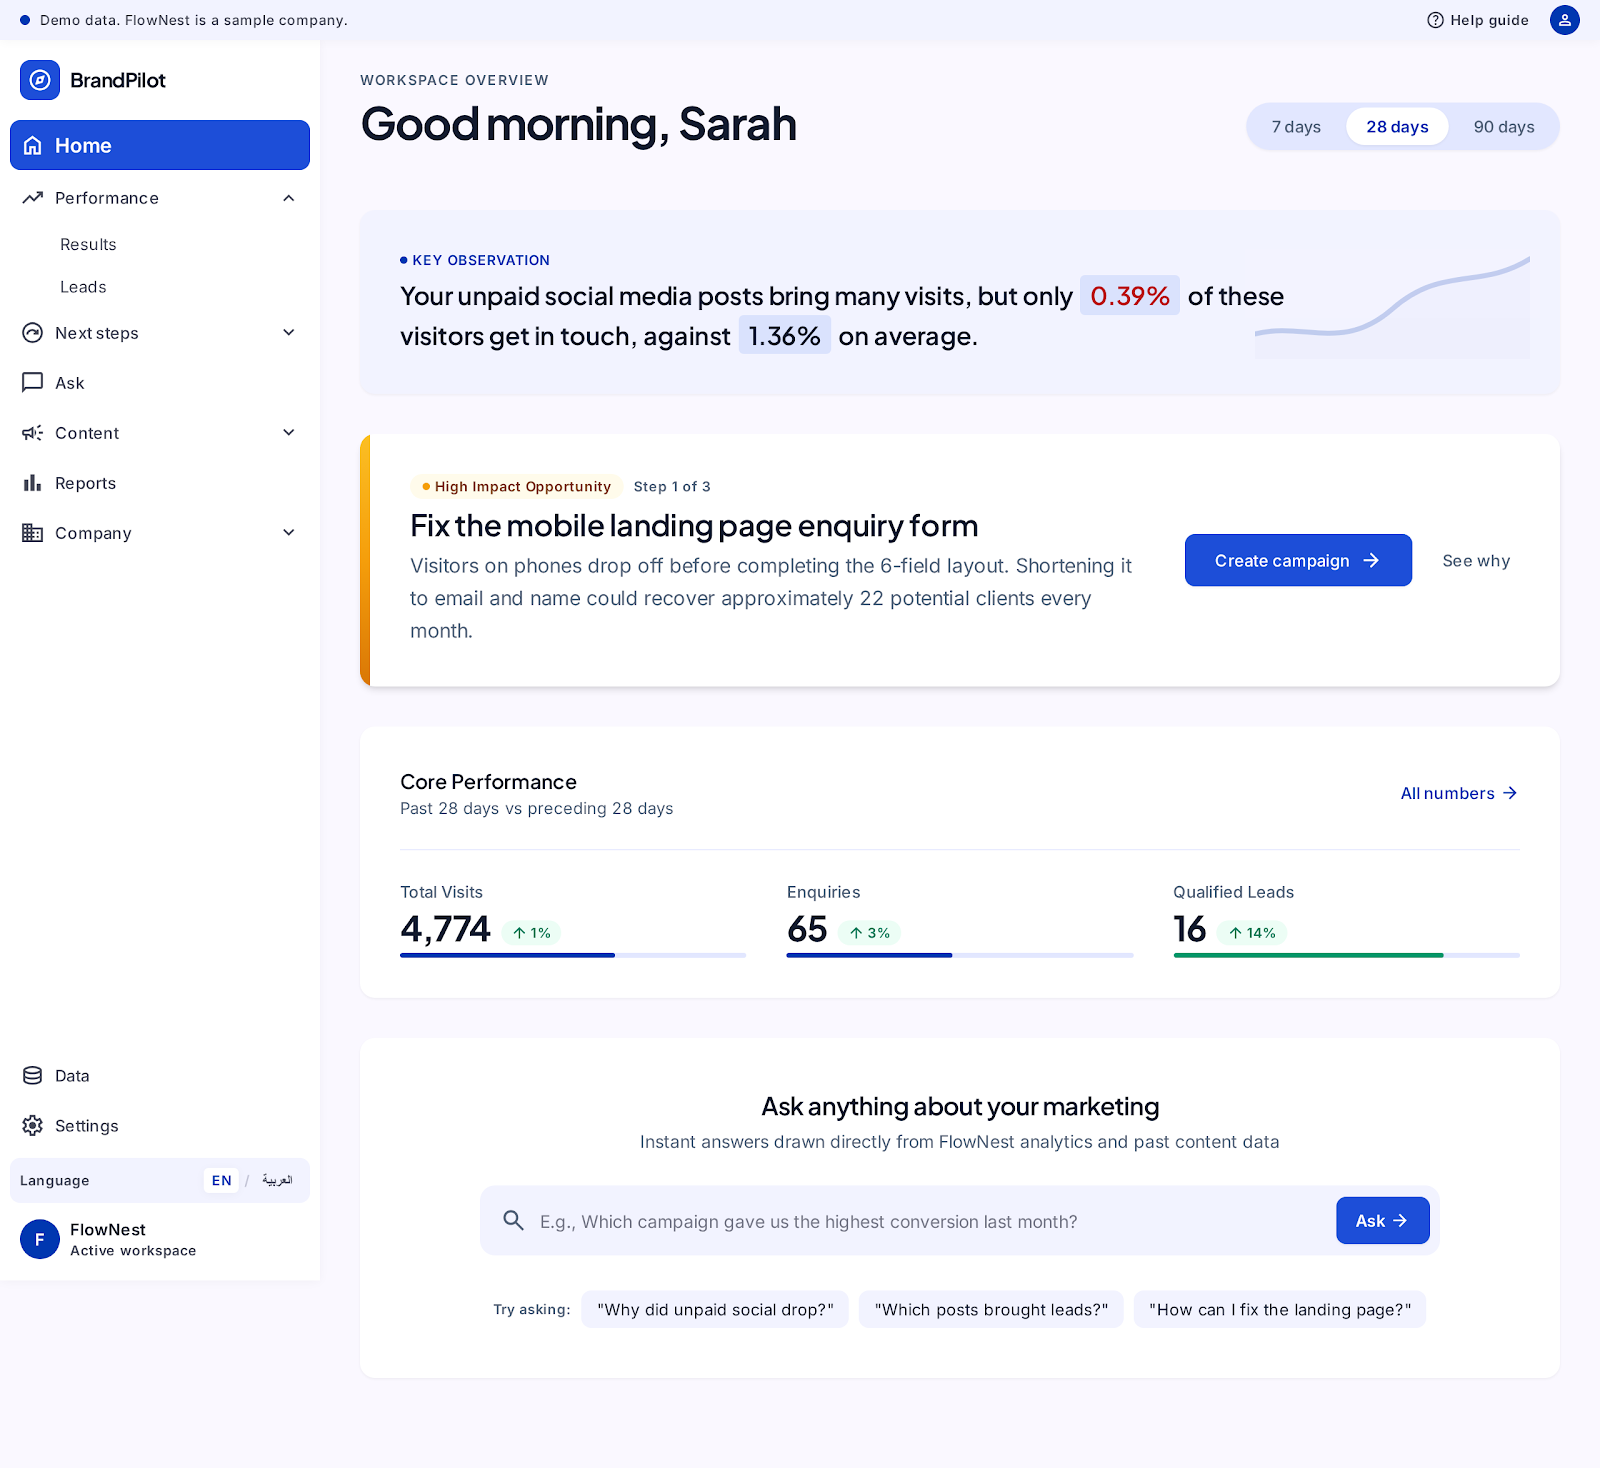 Demo data. FlowNest is a sample company.
Help guide
BrandPilot
Home
Performance
Results
Leads
Next steps
Ask
Content
Reports
Company
Data
Settings
Language
EN / العربية
F
FlowNest
Active workspace
WORKSPACE OVERVIEW
Good morning, Sarah
7 days
28 days
90 days
KEY OBSERVATION
Your unpaid social media posts bring many visits, but only 0.39% of these
visitors get in touch, against 1.36% on average.
High Impact Opportunity
Step 1 of 3
Fix the mobile landing page enquiry form
Visitors on phones drop off before completing the 6-field layout. Shortening it
to email and name could recover approximately 22 potential clients every
month.
Create campaign
See why
Core Performance
Past 28 days vs preceding 28 days
All numbers
Total Visits
4,774
↑ 1%
Enquiries
65
↑ 3%
Qualified Leads
16
↑ 14%
Ask anything about your marketing
Instant answers drawn directly from FlowNest analytics and past content data
E.g., Which campaign gave us the highest conversion last month?
Ask →
Try asking:
"Why did unpaid social drop?"
"Which posts brought leads?"
"How can I fix the landing page?"